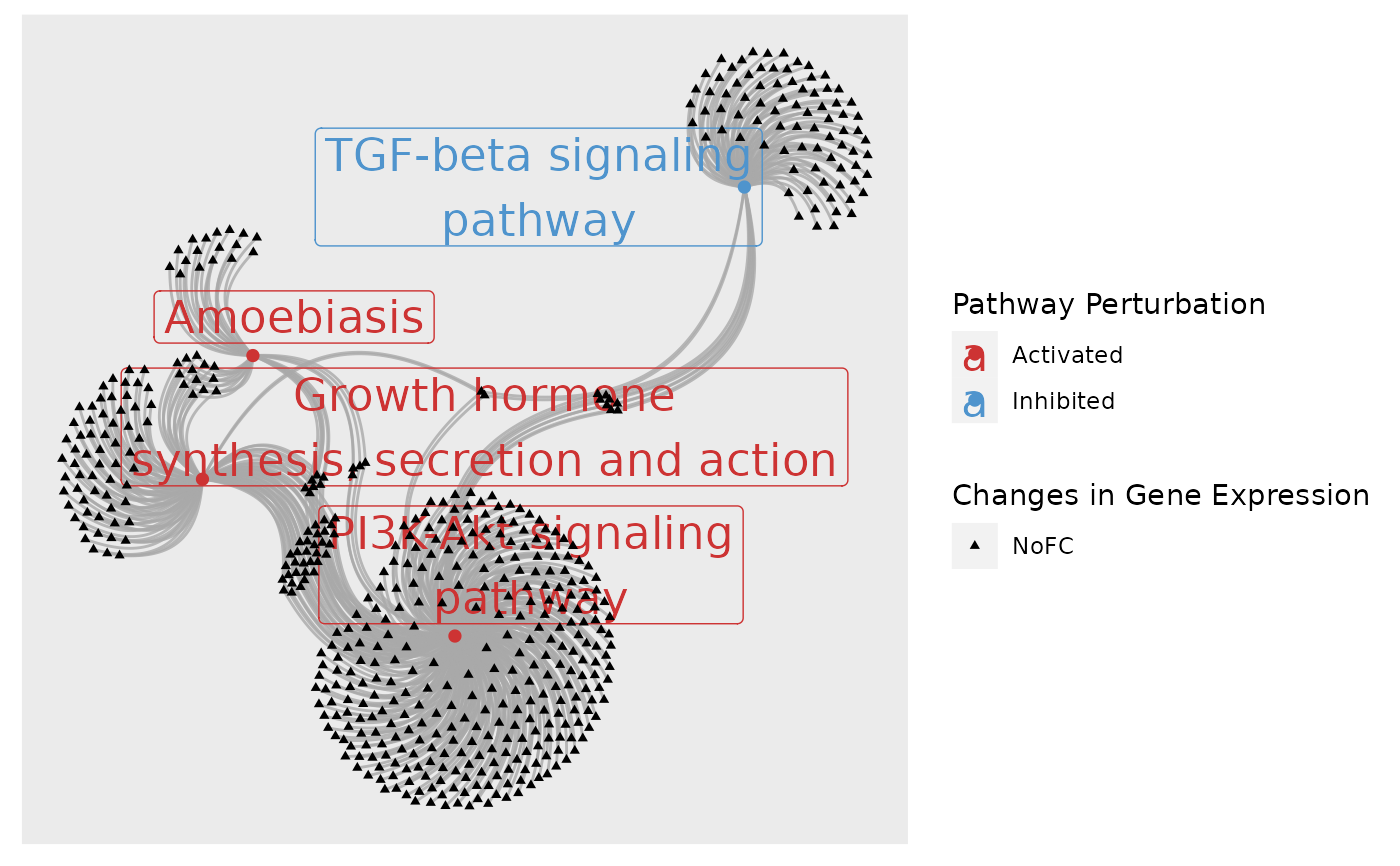 TGF-beta signaling
pathway
Amoebiasis
Growth hormone
synthesis, secretion and action
PI3K-Akt signaling
pathway
Pathway Perturbation
a Activated
a Inhibited
Changes in Gene Expression
NoFC